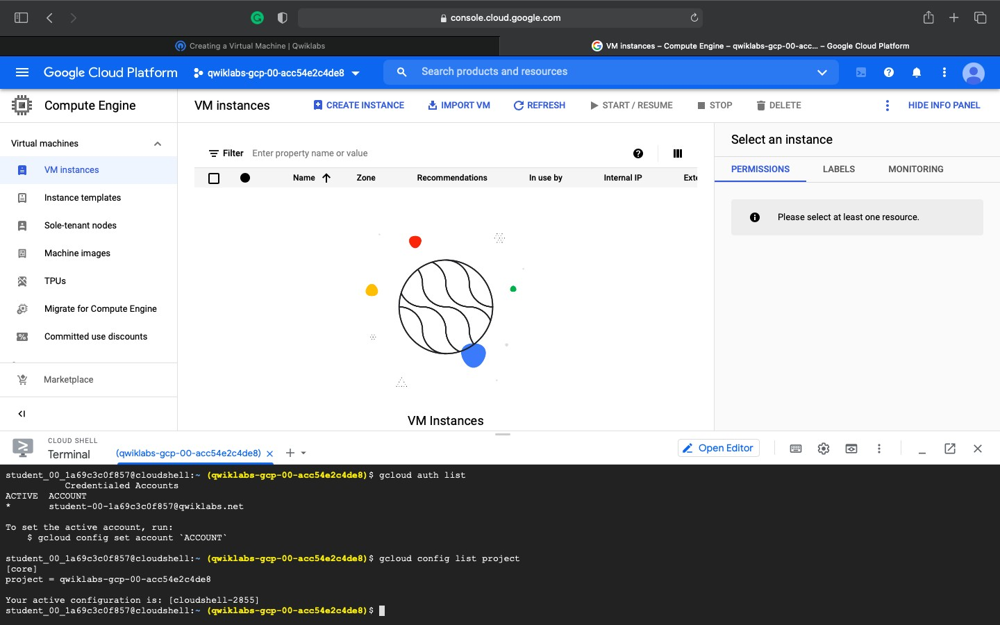 console.cloud.google.com
Creating a Virtual Machine | Qwiklabs
VM instances – Compute Engine – qwiklabs-gcp-00-acc... – Google Cloud Platform
Google Cloud Platform
qwiklabs-gcp-00-acc54e2c4de8
Search products and resources
Compute Engine
VM instances
CREATE INSTANCE
IMPORT VM
REFRESH
START / RESUME
STOP
DELETE
HIDE INFO PANEL
Virtual machines
VM instances
Instance templates
Sole-tenant nodes
Machine images
TPUs
Migrate for Compute Engine
Committed use discounts
Marketplace
Filter Enter property name or value
Name Zone Recommendations In use by Internal IP Exte
VM Instances
Select an instance
PERMISSIONS LABELS MONITORING
Please select at least one resource.
CLOUD SHELL
Terminal
(qwiklabs-gcp-00-acc54e2c4de8)
Open Editor
student_00_1a69c3c0f857@cloudshell:~ (qwiklabs-gcp-00-acc54e2c4de8)$ gcloud auth list
Credentialed Accounts
ACTIVE ACCOUNT
* student-00-1a69c3c0f857@qwiklabs.net
To set the active account, run:
$ gcloud config set account `ACCOUNT`
student_00_1a69c3c0f857@cloudshell:~ (qwiklabs-gcp-00-acc54e2c4de8)$ gcloud config list project
[core]
project = qwiklabs-gcp-00-acc54e2c4de8
Your active configuration is: [cloudshell-2855]
student_00_1a69c3c0f857@cloudshell:~ (qwiklabs-gcp-00-acc54e2c4de8)$